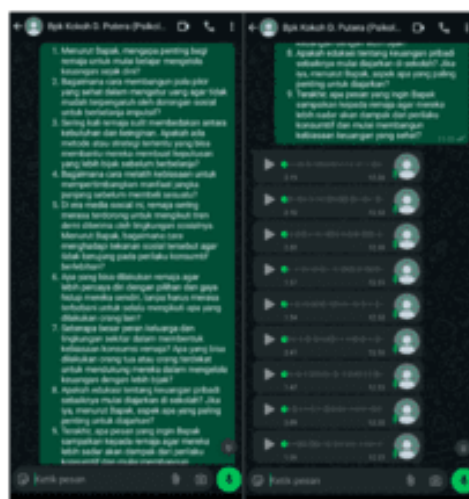 Bpk Kokoh D. Putera (Psikol...
1. Menurut Bapak, mengapa penting bagi
remaja untuk mulai belajar mengelola
keuangan sejak dini?
2. Bagaimana cara membangun pola pikir
yang sehat dalam mengatur uang agar tidak
mudah terpengaruh oleh dorongan sosial
untuk berbelanja impulsif?
3. Sering kali remaja sulit membedakan antara
kebutuhan dan keinginan. Apakah ada
metode atau strategi tertentu yang bisa
membantu mereka membuat keputusan
yang lebih bijak sebelum berbelanja?
4. Bagaimana cara melatih kebiasaan untuk
mempertimbangkan manfaat jangka
panjang sebelum membeli sesuatu?
5. Di era media sosial ini, remaja sering
merasa terdorong untuk mengikuti tren
demi diterima oleh lingkungan sosialnya.
Menurut Bapak, bagaimana cara
menghadapi tekanan sosial tersebut agar
tidak berujung pada perilaku konsumtif
berlebihan?
6. Apa yang bisa dilakukan remaja agar
lebih percaya diri dengan pilihan dan gaya
hidup mereka sendiri, tanpa harus merasa
terbebani untuk selalu mengikuti apa yang
dilakukan orang lain?
7. Seberapa besar peran keluarga dan
lingkungan sekitar dalam membentuk
kebiasaan konsumsi remaja? Apa yang bisa
dilakukan orang tua atau orang terdekat
untuk mendukung mereka dalam mengelola
keuangan dengan lebih bijak?
8. Apakah edukasi tentang keuangan pribadi
sebaiknya mulai diajarkan di sekolah? Jika
iya, menurut Bapak, aspek apa yang paling
penting untuk diajarkan?
9. Terakhir, apa pesan yang ingin Bapak
sampaikan kepada remaja agar mereka
lebih sadar akan dampak dari perilaku
konsumtif dan mulai membangun
Ketik pesan
Bpk Kokoh D. Putera (Psikol...
keuangan dengan lebih bijak?
8. Apakah edukasi tentang keuangan pribadi
sebaiknya mulai diajarkan di sekolah? Jika
iya, menurut Bapak, aspek apa yang paling
penting untuk diajarkan?
9. Terakhir, apa pesan yang ingin Bapak
sampaikan kepada remaja agar mereka
lebih sadar akan dampak dari perilaku
konsumtif dan mulai membangun
kebiasaan keuangan yang sehat?
Ketik pesan